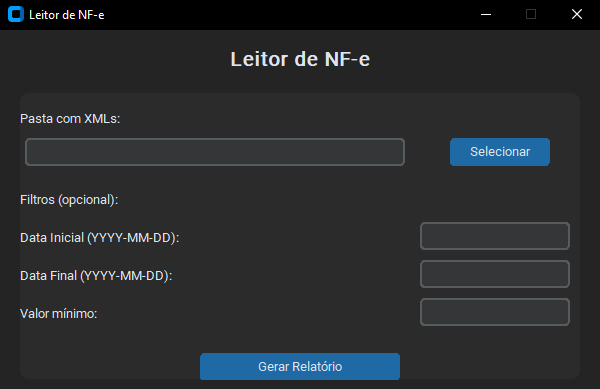 Leitor de NF-e
Leitor de NF-e
Pasta com XMLs:
Selecionar
Filtros (opcional):
Data Inicial (YYYY-MM-DD):
Data Final (YYYY-MM-DD):
Valor mínimo:
Gerar Relatório